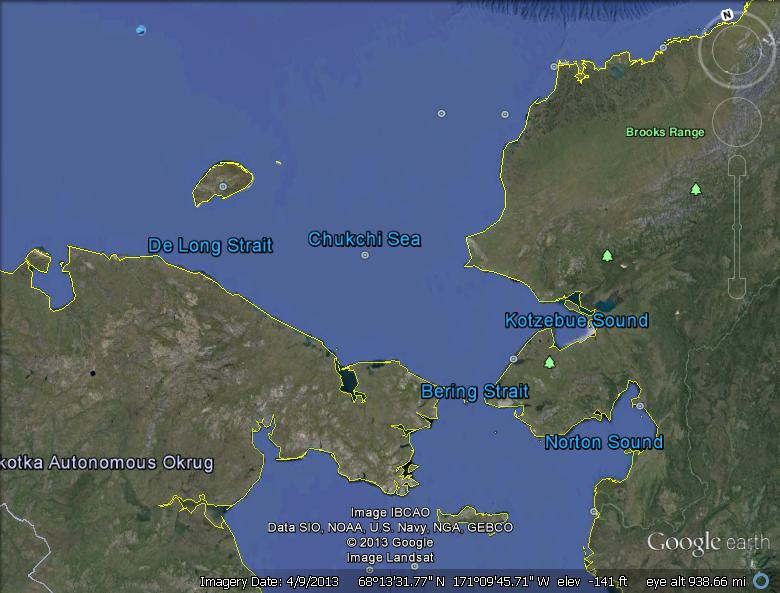 N
Brooks Range
De Long Strait
Chukchi Sea
Kotzebue Sound
Bering Strait
Norton Sound
kotka Autonomous Okrug
Image IBCAO
Data SIO, NOAA, U.S. Navy, NGA, GEBCO
© 2013 Google
Image Landsat
Google earth
Imagery Date: 4/9/2013 68°13'31.77" N 171°09'45.71" W elev -141 ft eye alt 938.66 mi